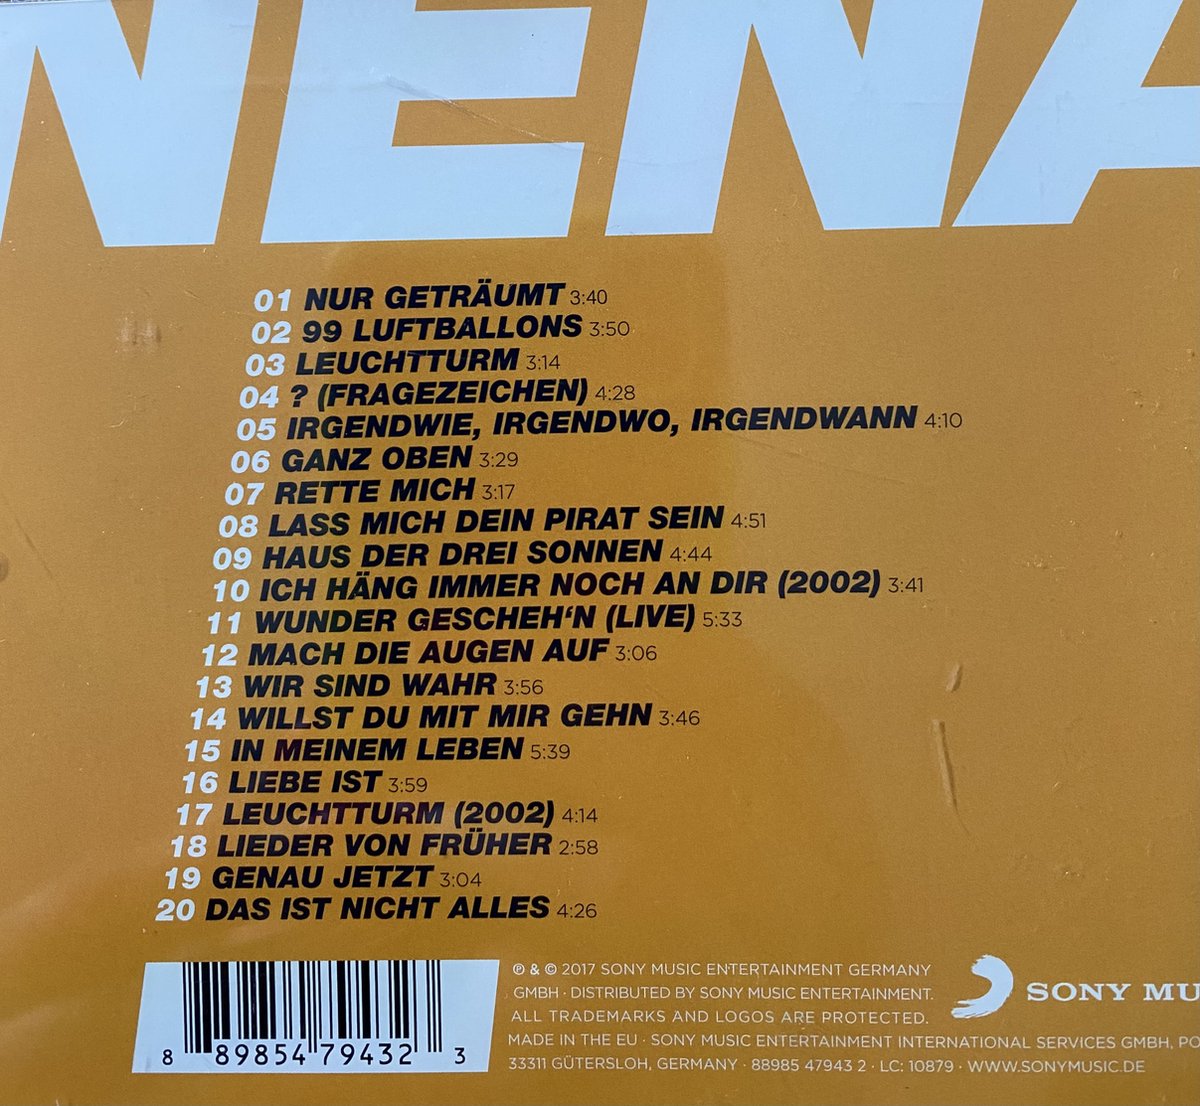 NENA
01 NUR GETRÄUMT 3:40
02 99 LUFTBALLONS 3:50
03 LEUCHTTURM 3:14
04 ? (FRAGEZEICHEN) 4:28
05 IRGENDWIE, IRGENDWO, IRGENDWANN 4:10
06 GANZ OBEN 3:29
07 RETTE MICH 3:17
08 LASS MICH DEIN PIRAT SEIN 4:51
09 HAUS DER DREI SONNEN 4:44
10 ICH HÄNG IMMER NOCH AN DIR (2002) 3:41
11 WUNDER GESCHEH‘N (LIVE) 5:33
12 MACH DIE AUGEN AUF 3:06
13 WIR SIND WAHR 3:56
14 WILLST DU MIT MIR GEHN 3:46
15 IN MEINEM LEBEN 5:39
16 LIEBE IST 3:59
17 LEUCHTTURM (2002) 4:14
18 LIEDER VON FRÜHER 2:58
19 GENAU JETZT 3:04
20 DAS IST NICHT ALLES 4:26
8 89854 79432 3
℗ & © 2017 SONY MUSIC ENTERTAINMENT GERMANY
GMBH · DISTRIBUTED BY SONY MUSIC ENTERTAINMENT.
ALL TRADEMARKS AND LOGOS ARE PROTECTED.
MADE IN THE EU · SONY MUSIC ENTERTAINMENT INTERNATIONAL SERVICES GMBH, PO
33311 GÜTERSLOH, GERMANY · 88985 47943 2 · LC: 10879 · WWW.SONYMUSIC.DE
SONY MU